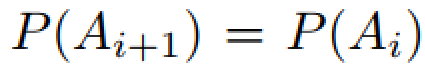 P(A_{i+1}) = P(A_i)